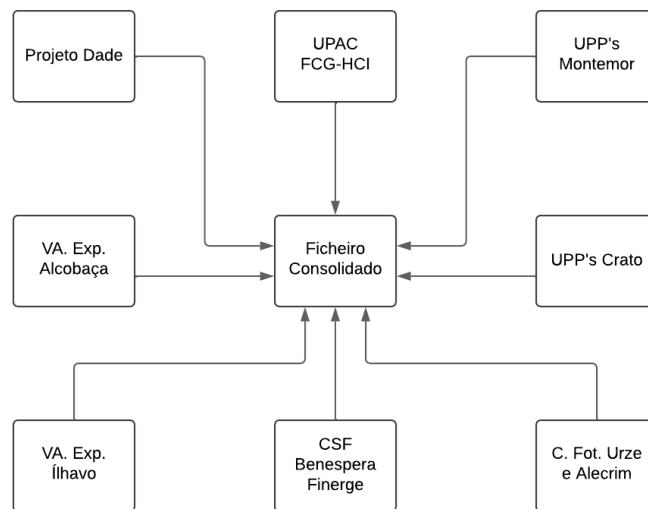 Projeto Dade
UPAC
FCG-HCI
UPP's
Montemor
VA. Exp.
Alcobaça
Ficheiro
Consolidado
UPP's Crato
VA. Exp.
Ílhavo
CSF
Benespera
Finerge
C. Fot. Urze
e Alecrim